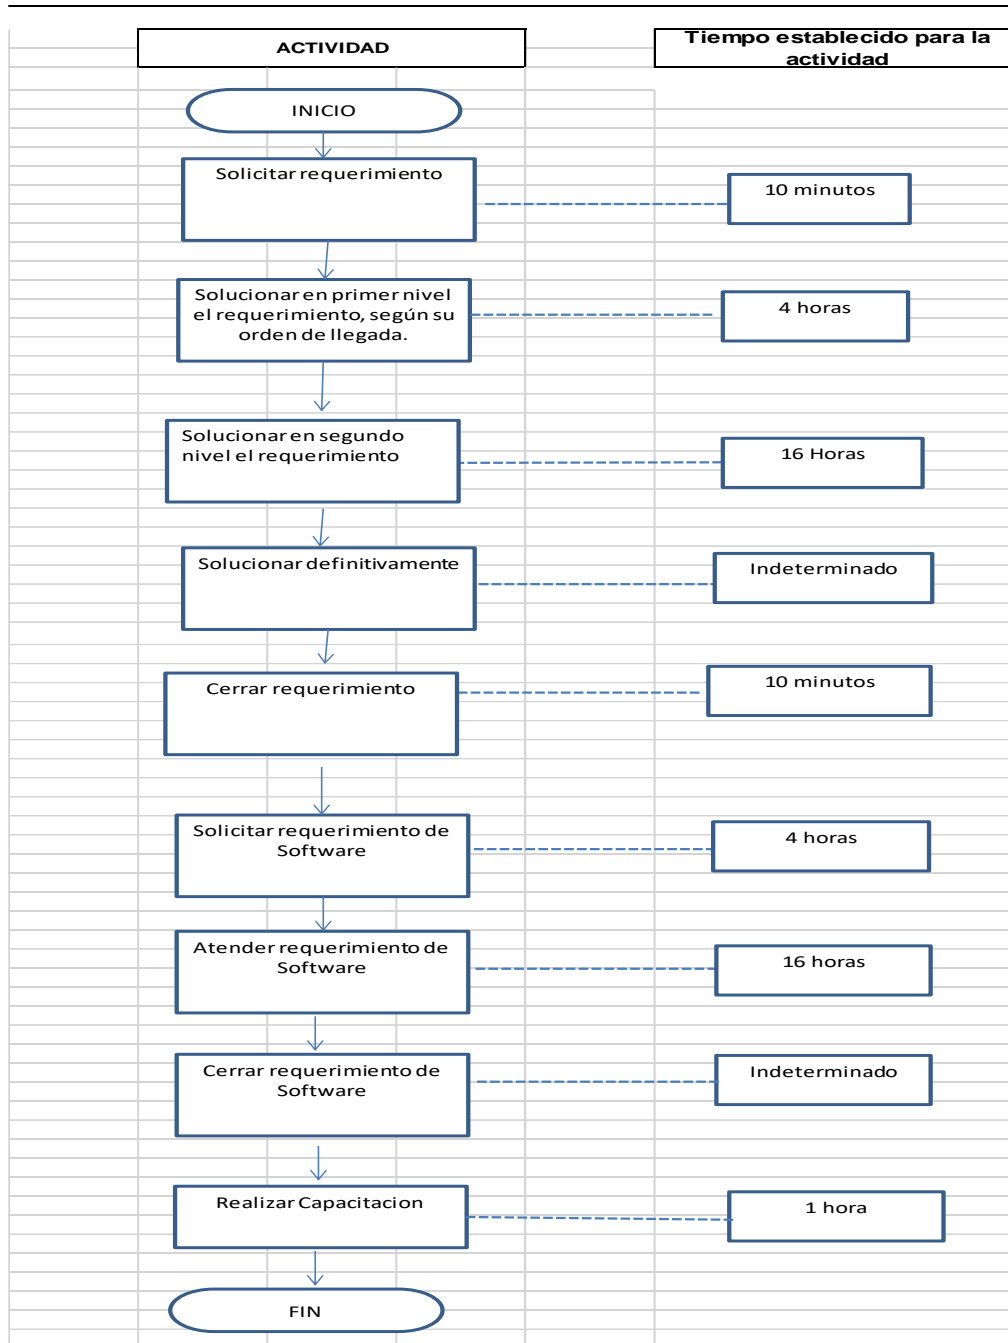 ACTIVIDAD
Tiempo establecido para la
actividad
INICIO
Solicitar requerimiento
10 minutos
Solucionar en primer nivel
el requerimiento, según su
orden de llegada.
4 horas
Solucionar en segundo
nivel el requerimiento
16 Horas
Solucionar definitivamente
Indeterminado
Cerrar requerimiento
10 minutos
Solicitar requerimiento de
Software
4 horas
Atender requerimiento de
Software
16 horas
Cerrar requerimiento de
Software
Indeterminado
Realizar Capacitacion
1 hora
FIN